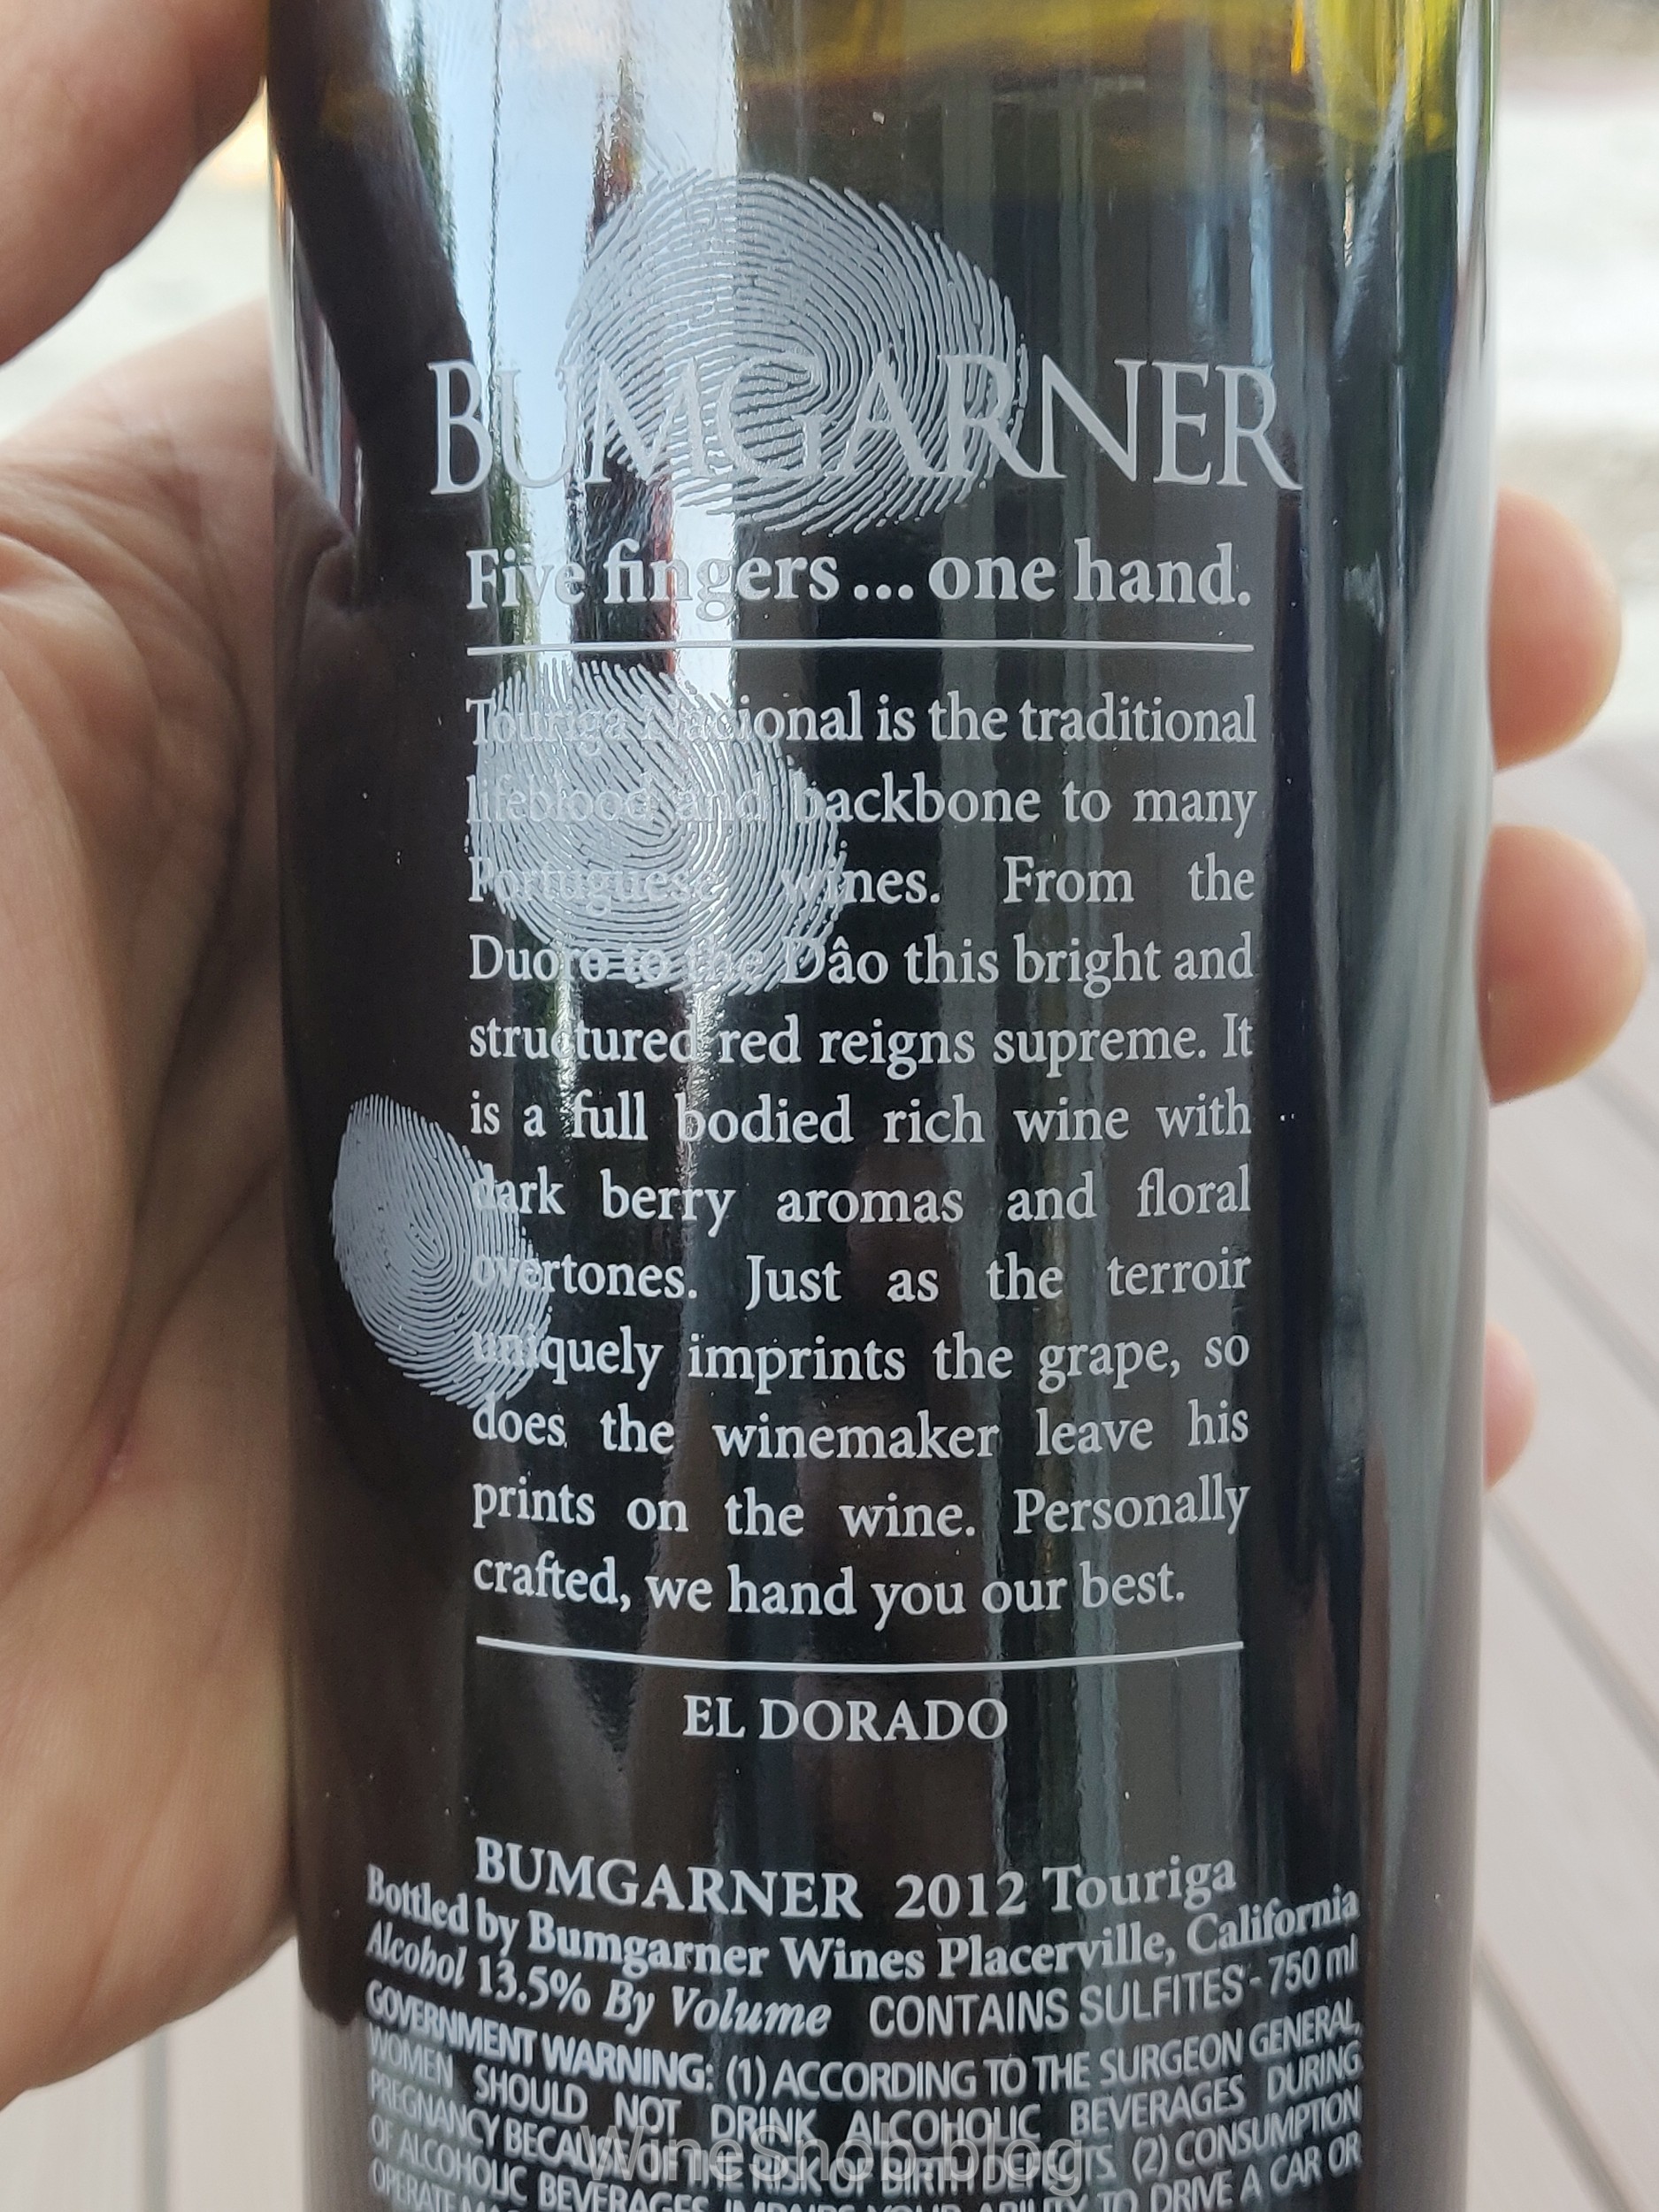 BUMGARNER
Five fingers... one hand.
Touriga Nacional is the traditional
lifeblood and backbone to many
Portuguese wines. From the
Duoro to the Dâo this bright and
structured red reigns supreme. It
is a full bodied rich wine with
dark berry aromas and floral
overtones. Just as the terroir
uniquely imprints the grape, so
does the winemaker leave his
prints on the wine. Personally
crafted, we hand you our best.
EL DORADO
BUMGARNER 2012 Touriga
Bottled by Bumgarner Wines Placerville, California
Alcohol 13.5% By Volume CONTAINS SULFITES - 750 ml
GOVERNMENT WARNING: (1) ACCORDING TO THE SURGEON GENERAL,
WOMEN SHOULD NOT DRINK ALCOHOLIC BEVERAGES DURING
PREGNANCY BECAUSE OF THE RISK OF BIRTH DEFECTS. (2) CONSUMPTION
OF ALCOHOLIC BEVERAGES IMPAIRS YOUR ABILITY TO DRIVE A CAR OR
OPERATE
WineSnob.blog